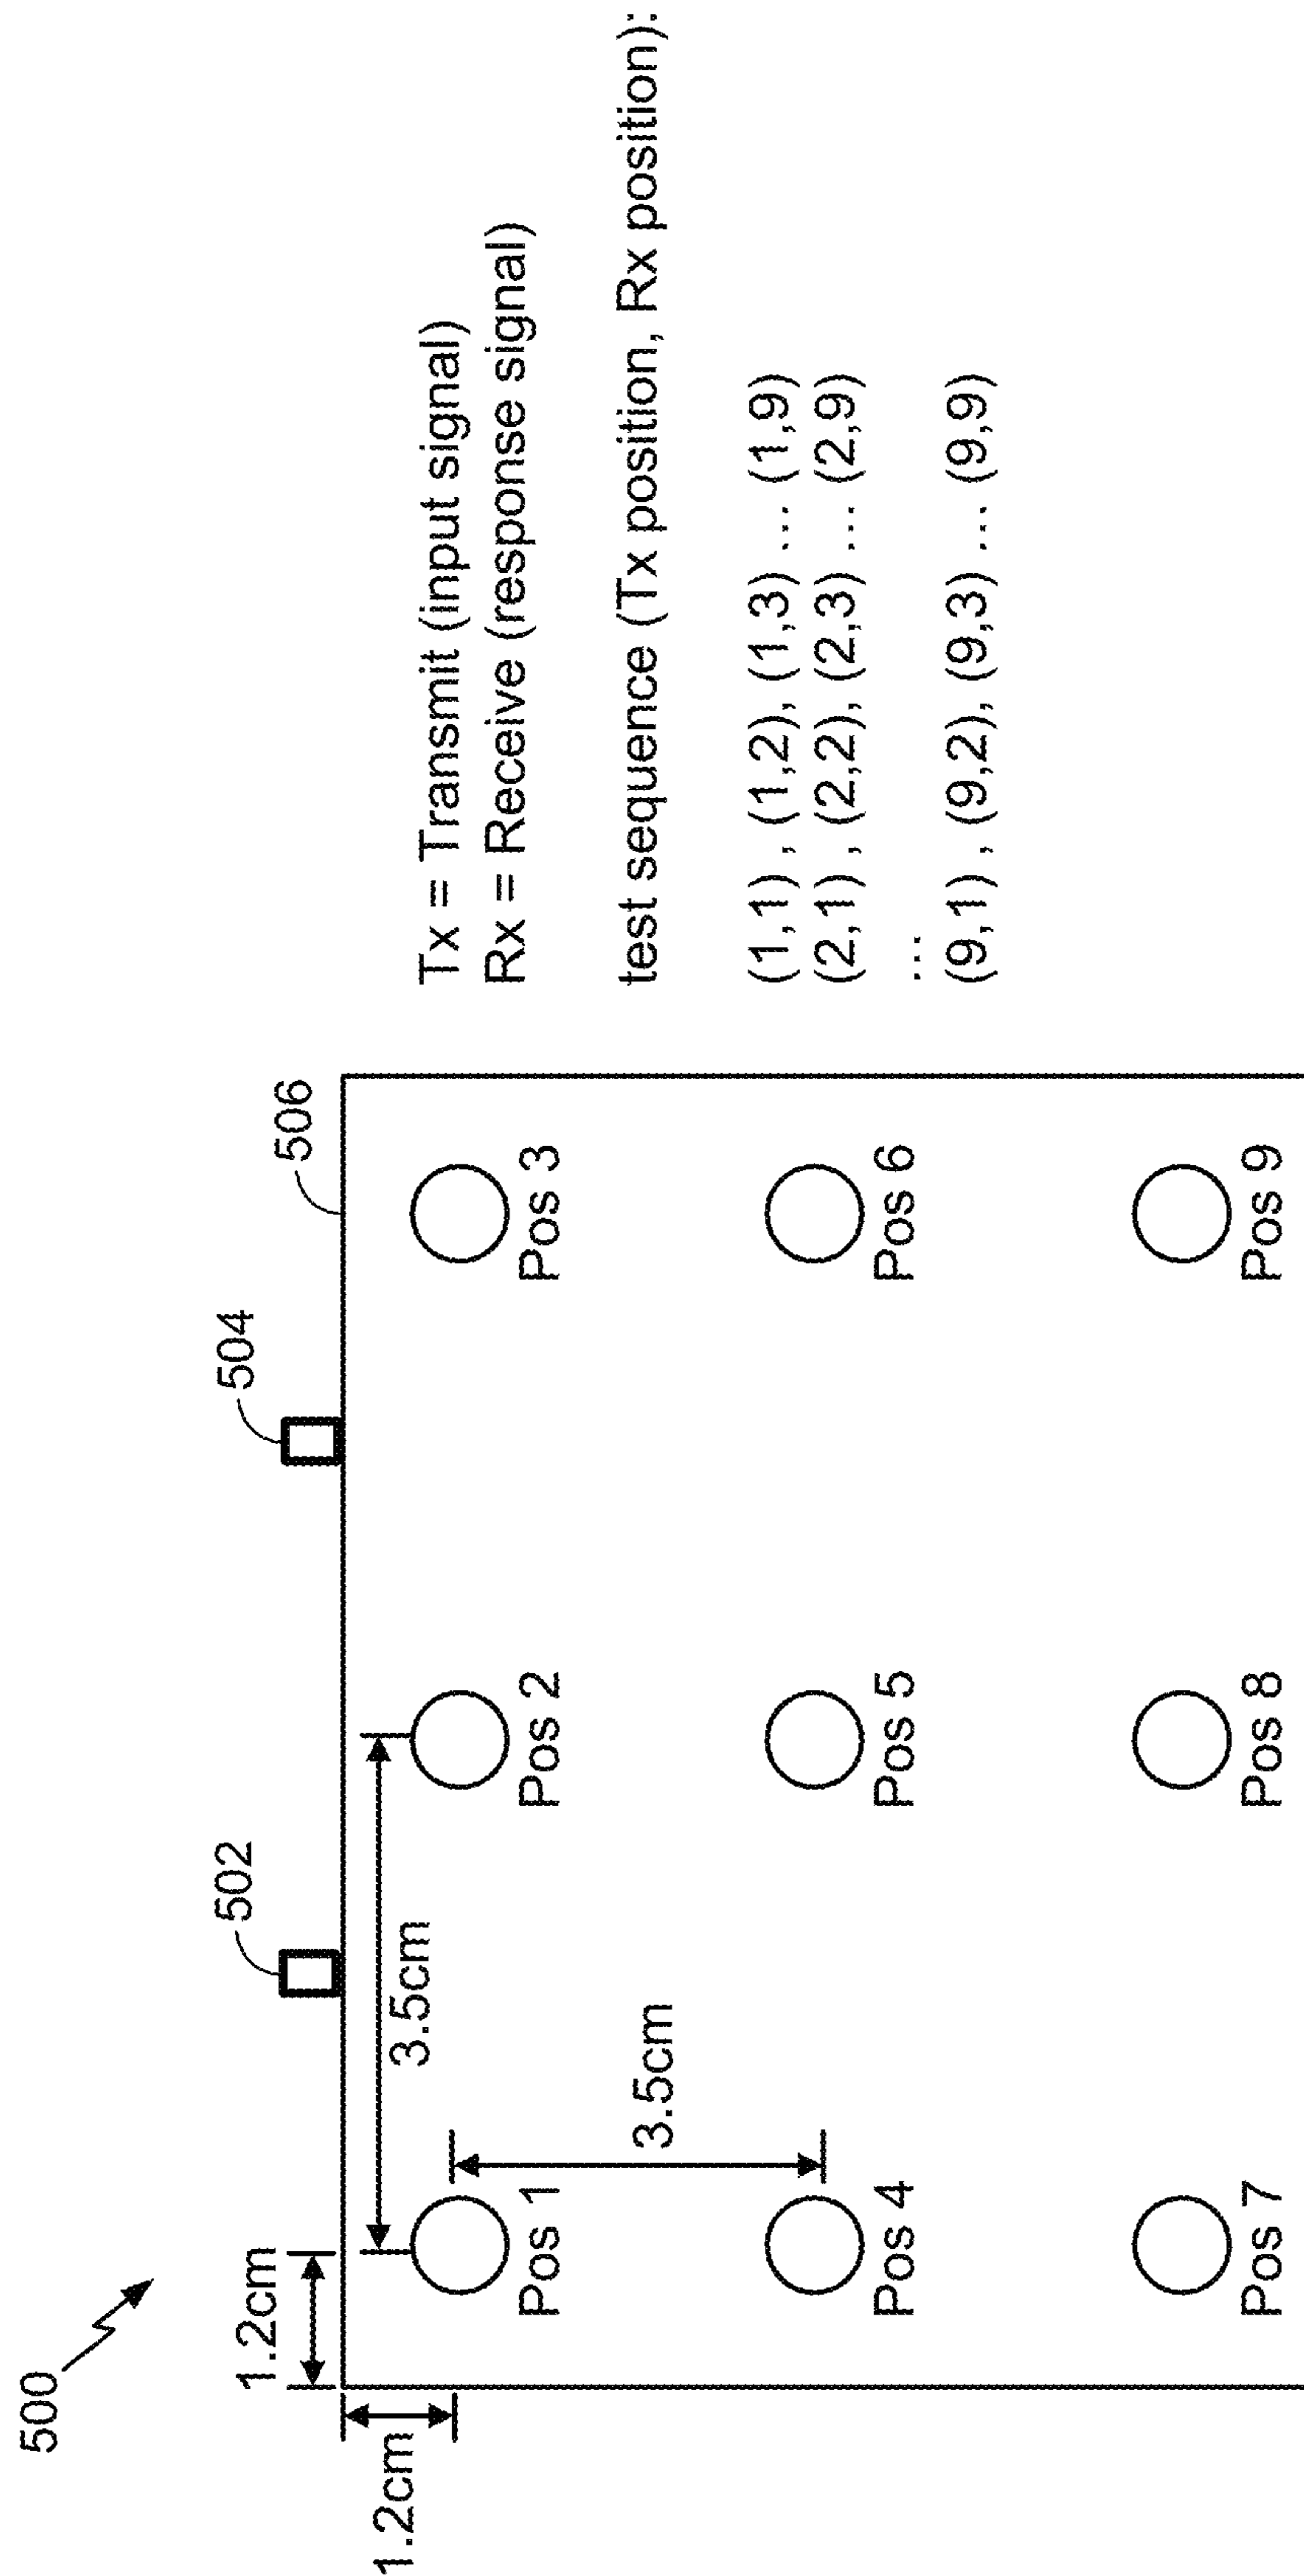 500
1.2cm
1.2cm
502
504
506
3.5cm
3.5cm
Pos 1
Pos 2
Pos 3
Pos 4
Pos 5
Pos 6
Pos 7
Pos 8
Pos 9
Tx = Transmit (input signal)
Rx = Receive (response signal)
test sequence (Tx position, Rx position):
(1,1) , (1,2), (1,3) ... (1,9)
(2,1) , (2,2), (2,3) ... (2,9)
...
(9,1) , (9,2), (9,3) ... (9,9)